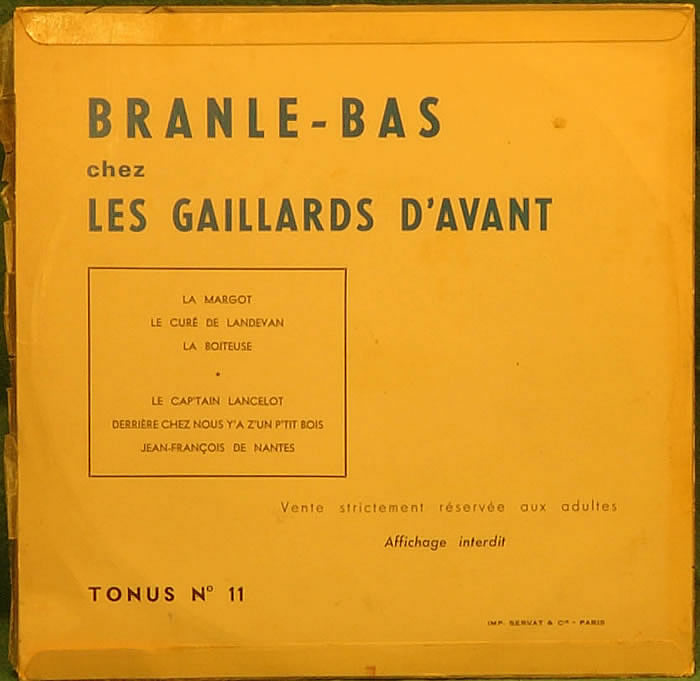 BRANLE-BAS
chez
LES GAILLARDS D'AVANT
LA MARGOT
LE CURÉ DE LANDEVAN
LA BOITEUSE
*
LE CAP'TAIN LANCELOT
DERRIÈRE CHEZ NOUS Y'A Z'UN P'TIT BOIS
JEAN-FRANÇOIS DE NANTES
Vente strictement réservée aux adultes
Affichage interdit
TONUS N° 11
IMP. SERVAT & Cie - PARIS